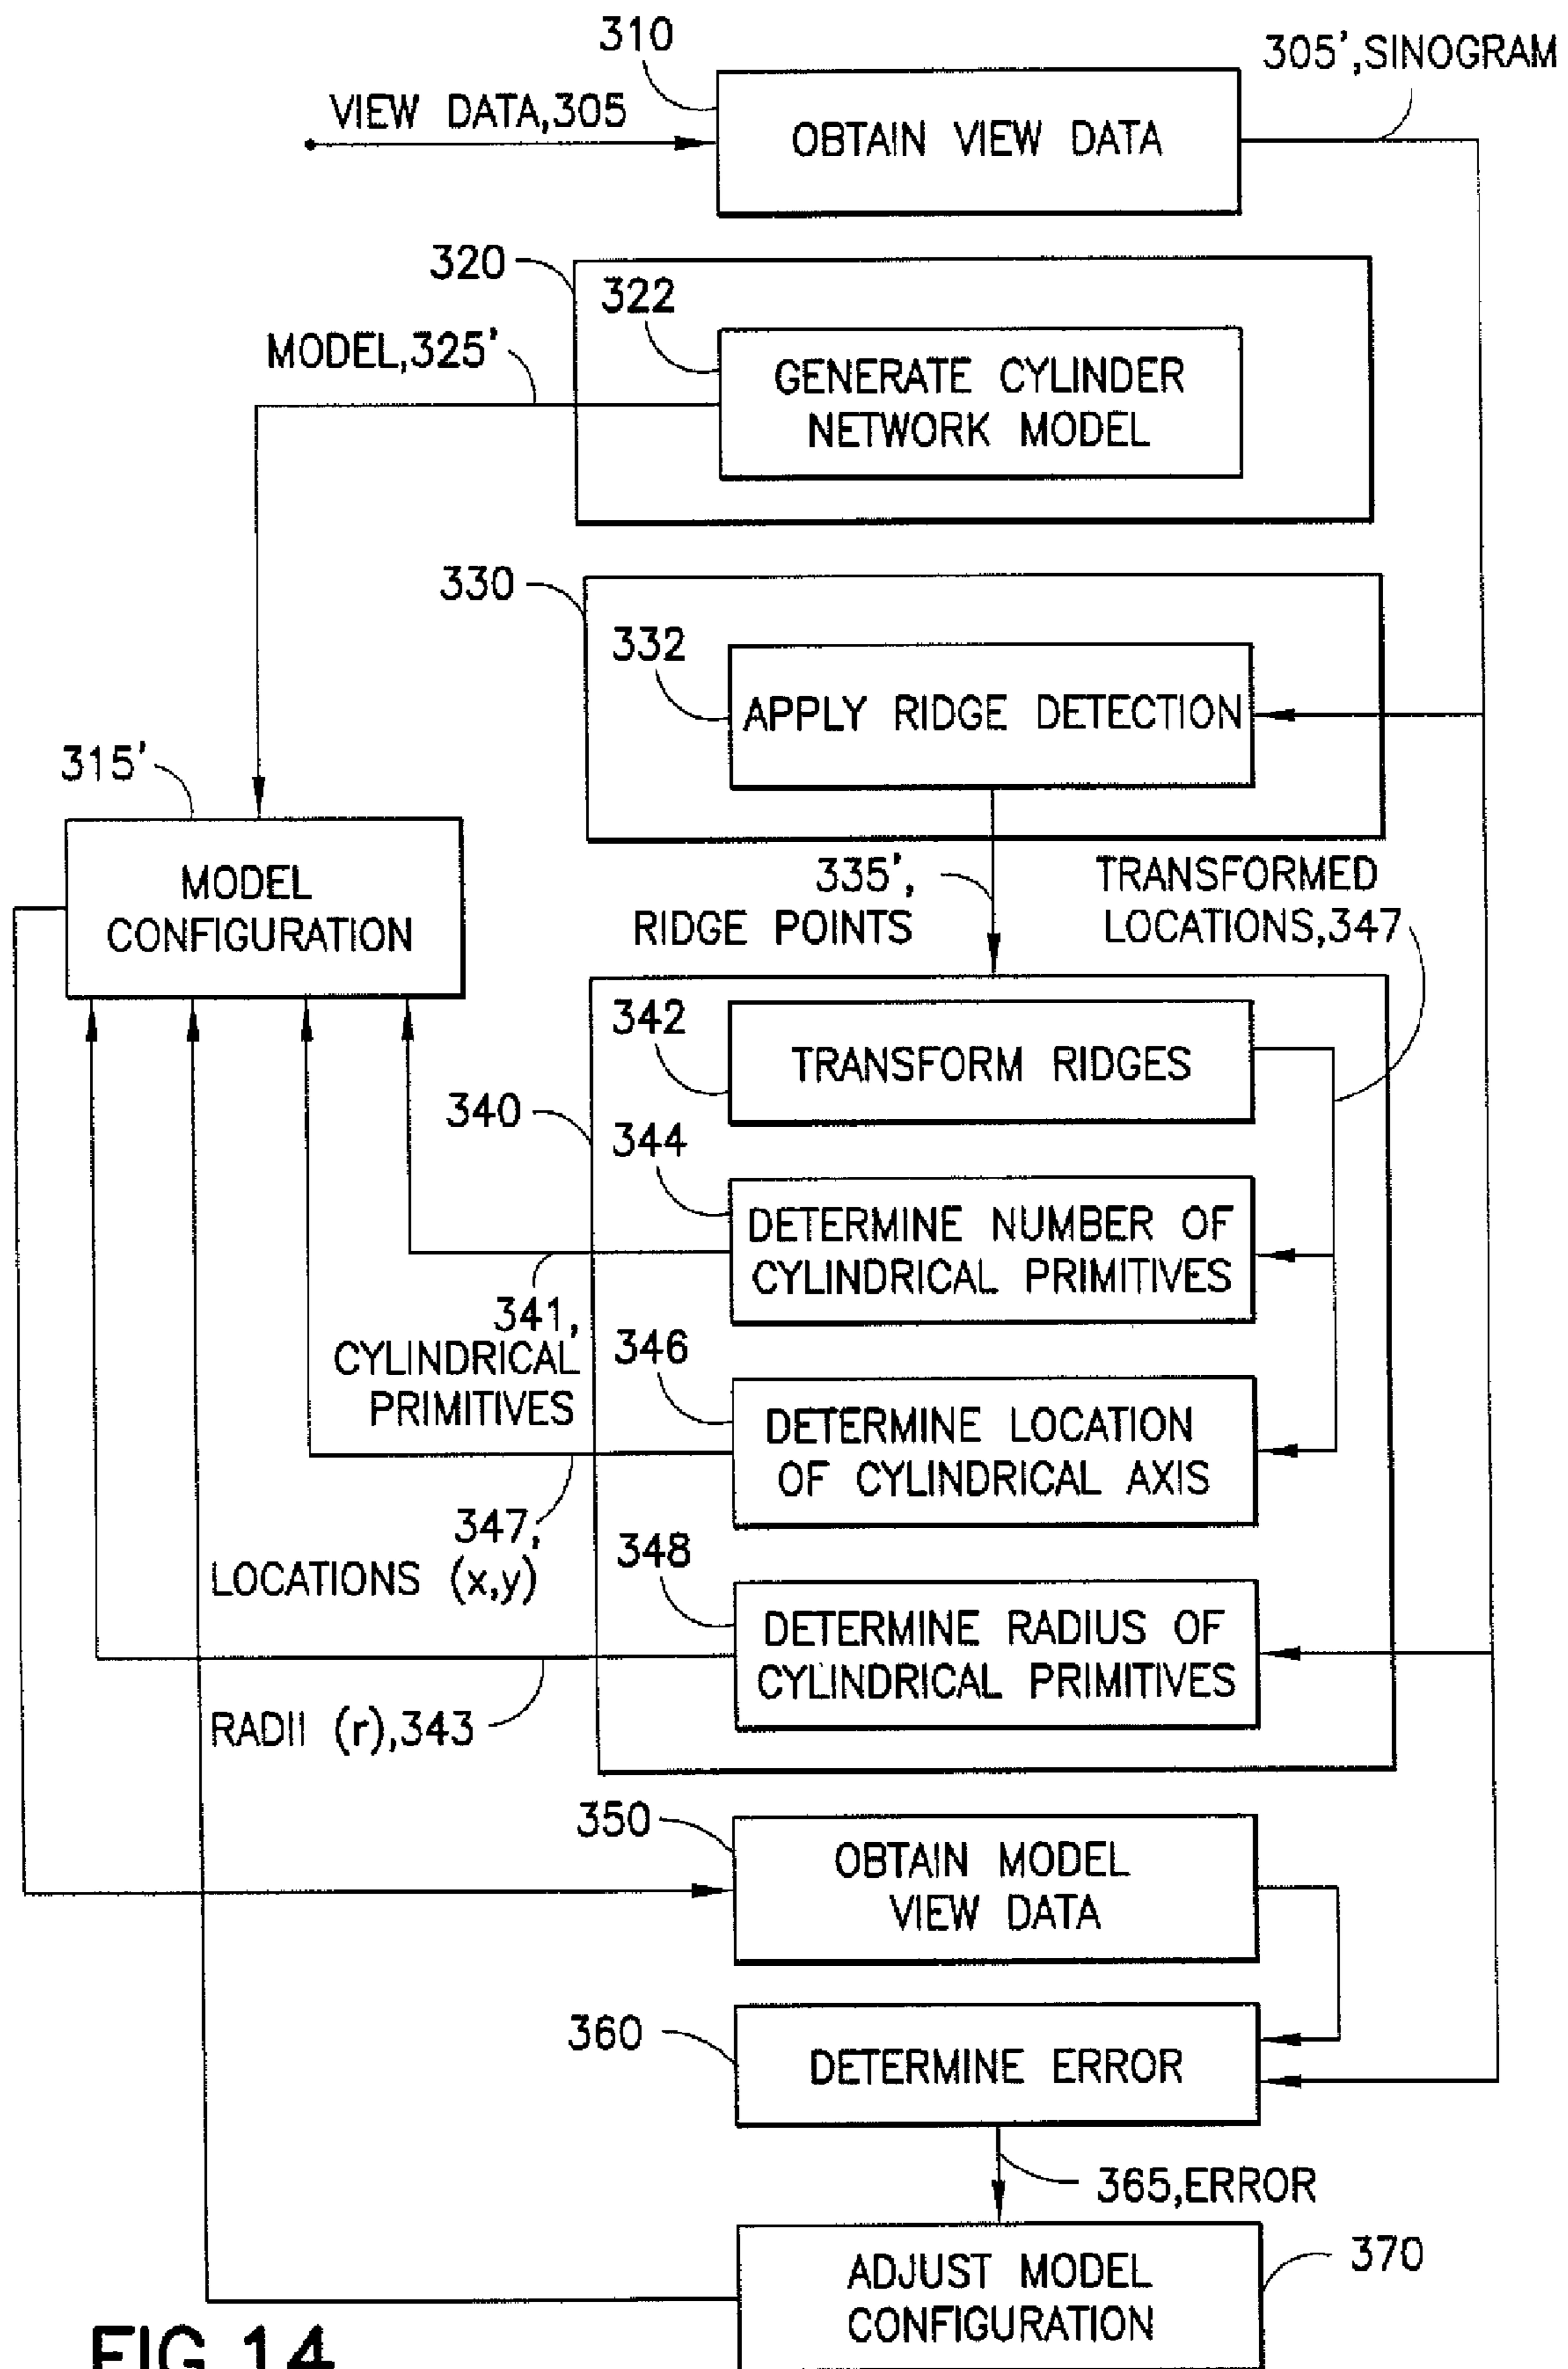 310
305',SINOGRAM
VIEW DATA,305
OBTAIN VIEW DATA
320
322
MODEL,325'
GENERATE CYLINDER
NETWORK MODEL
330
332
APPLY RIDGE DETECTION
315'
MODEL
CONFIGURATION
335',
RIDGE POINTS
TRANSFORMED
LOCATIONS,347
342
TRANSFORM RIDGES
340
344
DETERMINE NUMBER OF
CYLINDRICAL PRIMITIVES
341,
CYLINDRICAL
PRIMITIVES
346
DETERMINE LOCATION
OF CYLINDRICAL AXIS
347,
LOCATIONS (x,y)
348
DETERMINE RADIUS OF
CYLINDRICAL PRIMITIVES
RADII (r),343
350
OBTAIN MODEL
VIEW DATA
360
DETERMINE ERROR
365,ERROR
370
ADJUST MODEL
CONFIGURATION
FIG.14